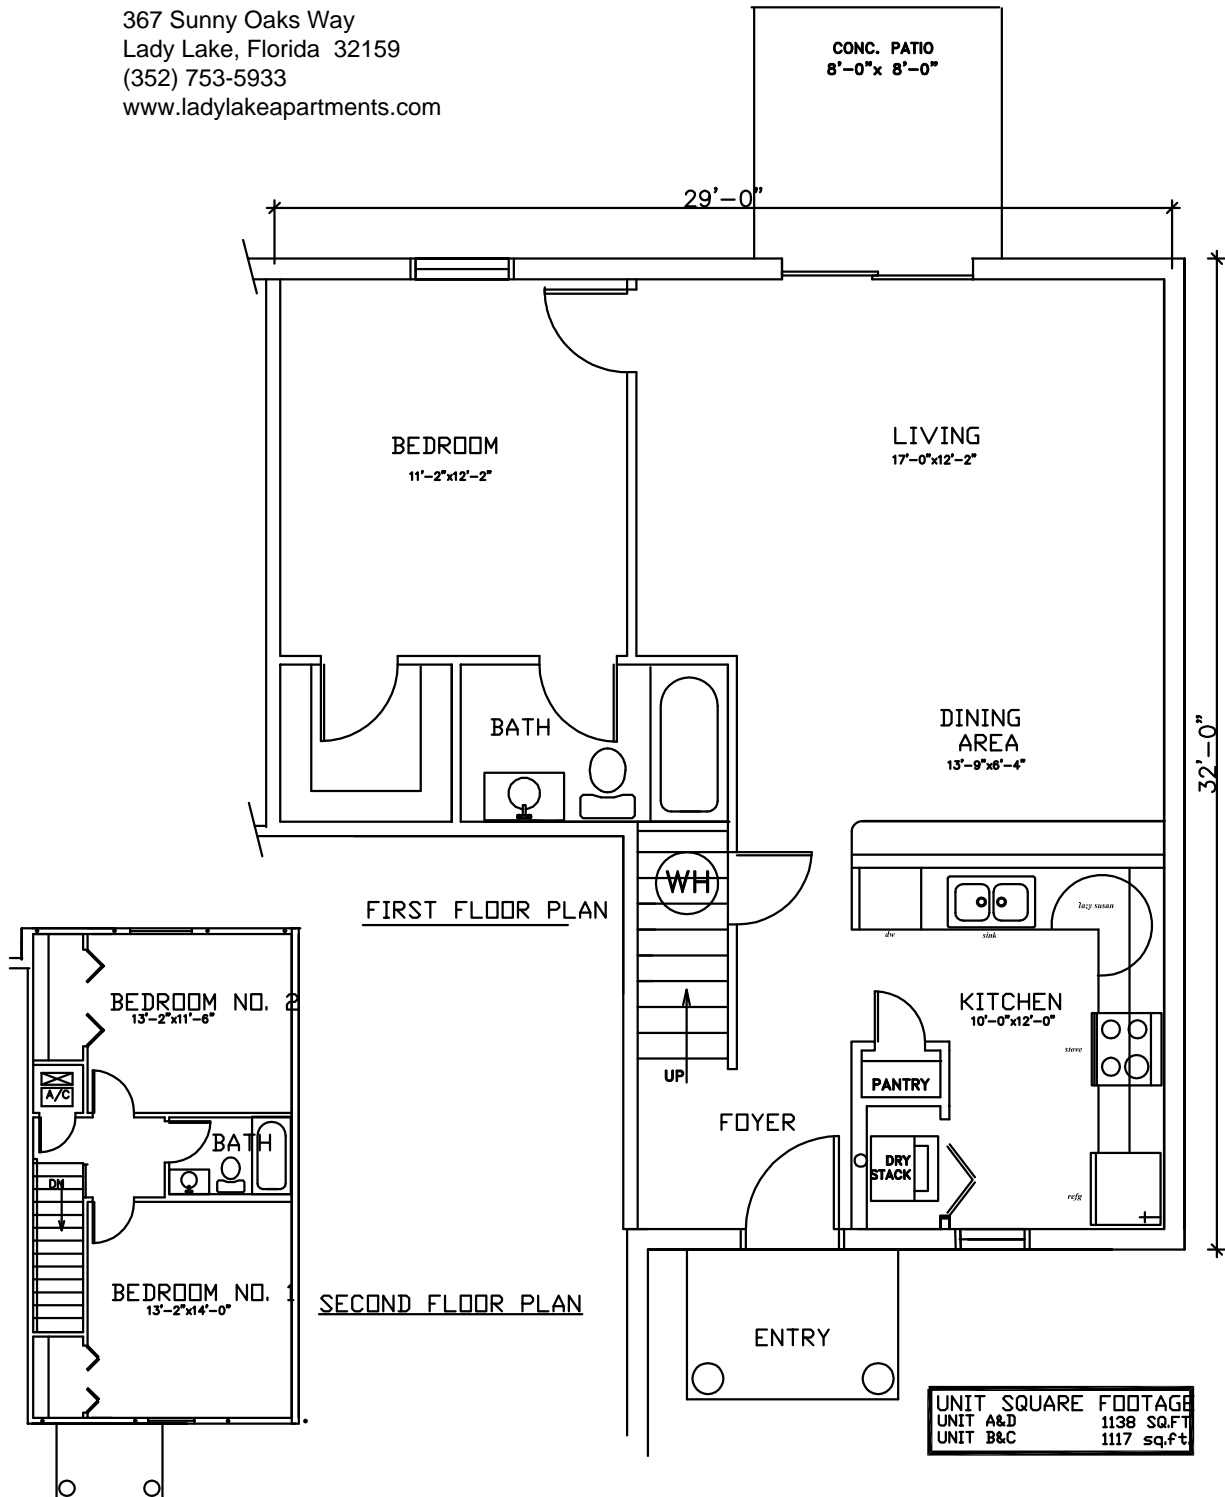 367 Sunny Oaks Way
Lady Lake, Florida  32159
(352) 753-5933
www.ladylakeapartments.com
CONC. PATIO
8'-0"x 8'-0"
29'-0"
BEDROOM
11'-2"x12'-2"
LIVING
17'-0"x12'-2"
DINING
AREA
13'-9"x6'-4"
32'-0"
BATH
WH
FIRST FLOOR PLAN
lazy susan
dw
sink
KITCHEN
10'-0"x12'-0"
stove
UP
PANTRY
FOYER
DRY
STACK
refg
BEDROOM NO. 2
13'-2"x11'-6"
A/C
BATH
DN
BEDROOM NO. 1
13'-2"x14'-0"
SECOND FLOOR PLAN
ENTRY
UNIT SQUARE FOOTAGE
UNIT A&D 1138 SQ.FT.
UNIT B&C 1117 sq.ft.